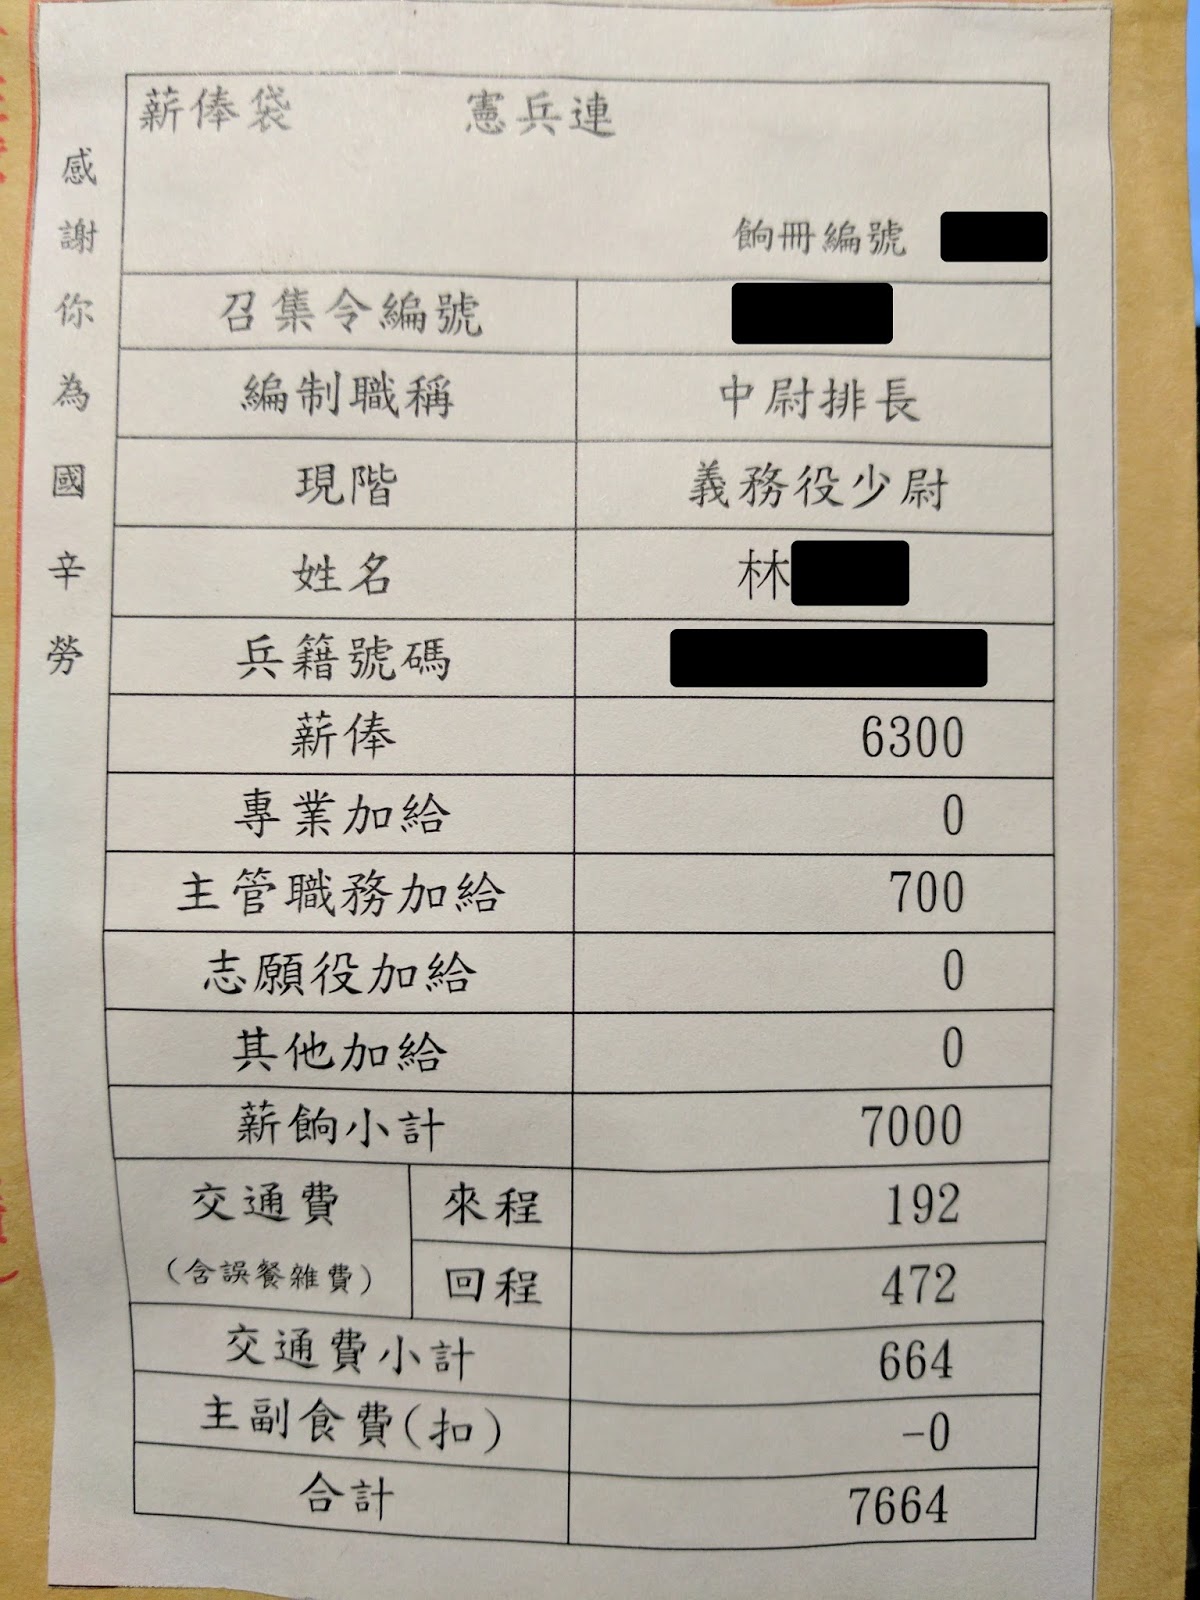 薪俸袋 憲兵連
餉冊編號
感謝你為國辛勞
召集令編號
編制職稱 中尉排長
現階 義務役少尉
姓名 林
兵籍號碼
薪俸 6300
專業加給 0
主管職務加給 700
志願役加給 0
其他加給 0
薪餉小計 7000
交通費 來程 192
(含誤餐雜費) 回程 472
交通費小計 664
主副食費(扣) -0
合計 7664